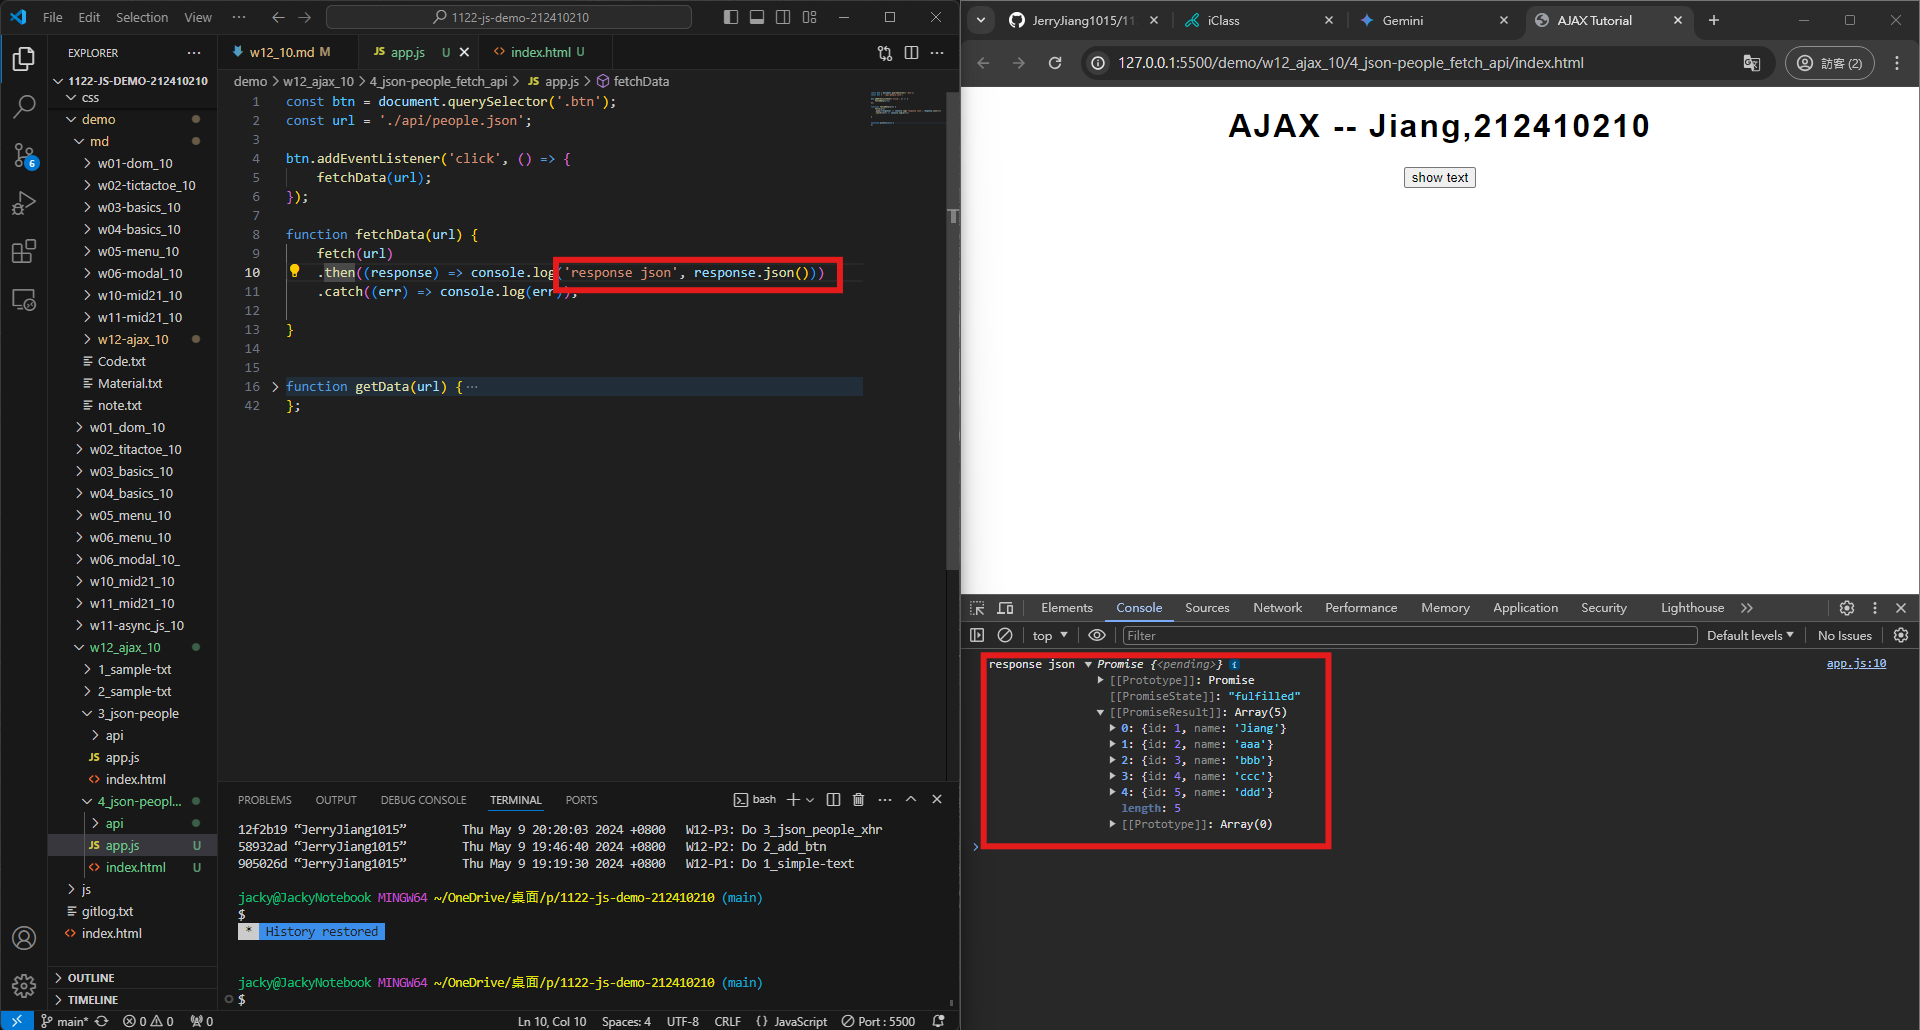 File Edit Selection View ··· 1122-js-demo-212410210
EXPLORER ···
1122-JS-DEMO-212410210
css
demo
md
w01-dom_10
w02-tictactoe_10
w03-basics_10
w04-basics_10
w05-menu_10
w06-modal_10
w10-mid21_10
w11-mid21_10
w12-ajax_10
Code.txt
Material.txt
note.txt
w01_dom_10
w02_titactoe_10
w03_basics_10
w04_basics_10
w05_menu_10
w06_menu_10
w06_modal_10_
w10_mid21_10
w11_mid21_10
w11-async_js_10
w12_ajax_10
1_sample-txt
2_sample-txt
3_json-people
api
JS app.js
<> index.html
4_json-peopl...
api
JS app.js U
<> index.html U
js
gitlog.txt
<> index.html
OUTLINE
TIMELINE
6
w12_10.md M JS app.js U <> index.html U
demo > w12_ajax_10 > 4_json-people_fetch_api > JS app.js > fetchData
1 const btn = document.querySelector('.btn');
2 const url = './api/people.json';
3
4 btn.addEventListener('click', () => {
5 fetchData(url);
6 });
7
8 function fetchData(url) {
9 fetch(url)
10 .then((response) => console.log('response json', response.json()))
11 .catch((err) => console.log(err));
12
13 }
14
15
16 function getData(url) {···
42 };
PROBLEMS OUTPUT DEBUG CONSOLE TERMINAL PORTS bash
12f2b19 “JerryJiang1015” Thu May 9 20:20:03 2024 +0800 W12-P3: Do 3_json_people_xhr
58932ad “JerryJiang1015” Thu May 9 19:46:40 2024 +0800 W12-P2: Do 2_add_btn
905026d “JerryJiang1015” Thu May 9 19:19:30 2024 +0800 W12-P1: Do 1_simple-text
jacky@JackyNotebook MINGW64 ~/OneDrive/桌面/p/1122-js-demo-212410210 (main)
$
* History restored
jacky@JackyNotebook MINGW64 ~/OneDrive/桌面/p/1122-js-demo-212410210 (main)
$
main* 0 0 0 Ln 10, Col 10 Spaces: 4 UTF-8 CRLF {} JavaScript Port : 5500
JerryJiang1015/11 iClass Gemini AJAX Tutorial
127.0.0.1:5500/demo/w12_ajax_10/4_json-people_fetch_api/index.html 訪客 (2)
AJAX -- Jiang,212410210
show text
Elements Console Sources Network Performance Memory Application Security Lighthouse
top Filter Default levels No Issues
response json Promise {<pending>} i app.js:10
[[Prototype]]: Promise
[[PromiseState]]: "fulfilled"
[[PromiseResult]]: Array(5)
0: {id: 1, name: 'Jiang'}
1: {id: 2, name: 'aaa'}
2: {id: 3, name: 'bbb'}
3: {id: 4, name: 'ccc'}
4: {id: 5, name: 'ddd'}
length: 5
[[Prototype]]: Array(0)